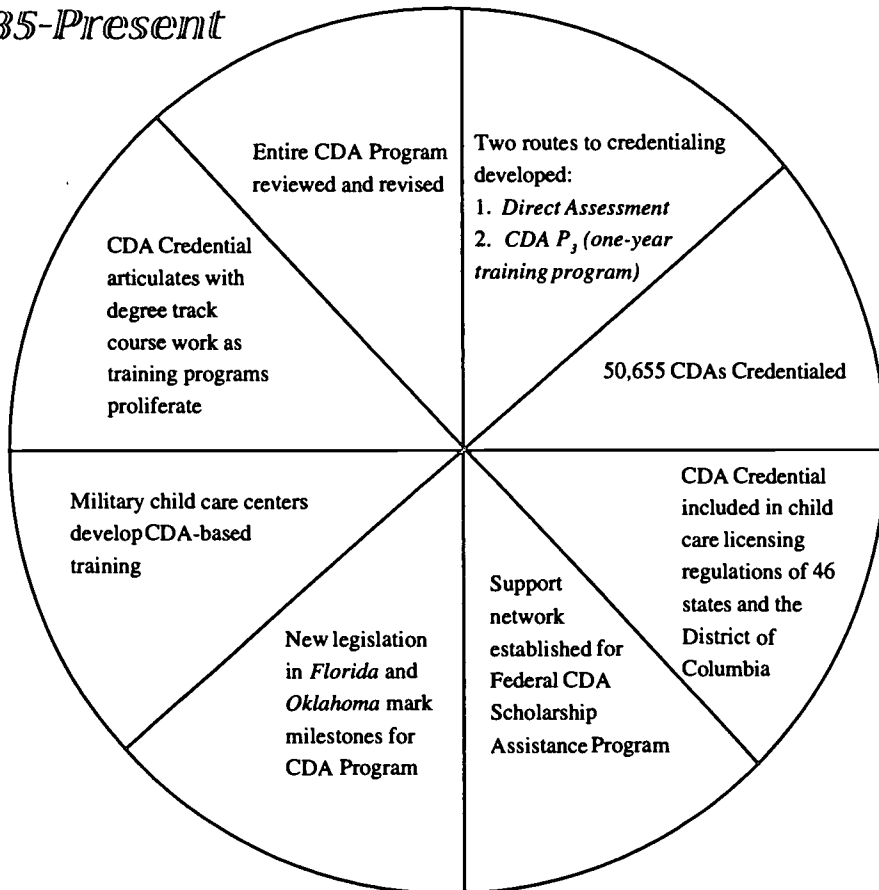 85-Present
Entire CDA Program
reviewed and revised
Two routes to credentialing
developed:
1. Direct Assessment
2. CDA P3 (one-year
training program)
CDA Credential
articulates with
degree track
course work as
training programs
proliferate
50,655 CDAs Credentialed
Military child care centers
develop CDA-based
training
CDA Credential
included in child
care licensing
regulations of 46
states and the
District of
Columbia
New legislation
in Florida and
Oklahoma mark
milestones for
CDA Program
Support
network
established for
Federal CDA
Scholarship
Assistance Program